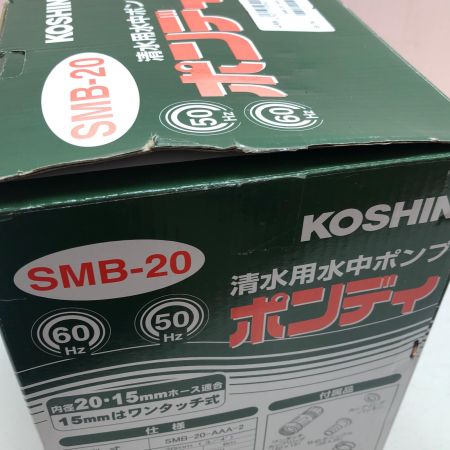 KOSHIN
清水用水中ポンプ
ポンディ
SMB-20
50
Hz
60
Hz
KOSHIN
清水用水中ポンプ
ポンディ
SMB-20
60
Hz
50
Hz
内径20・15mmホース適合
15mmはワンタッチ式
仕様
付属品
SMB-20-AAA-2